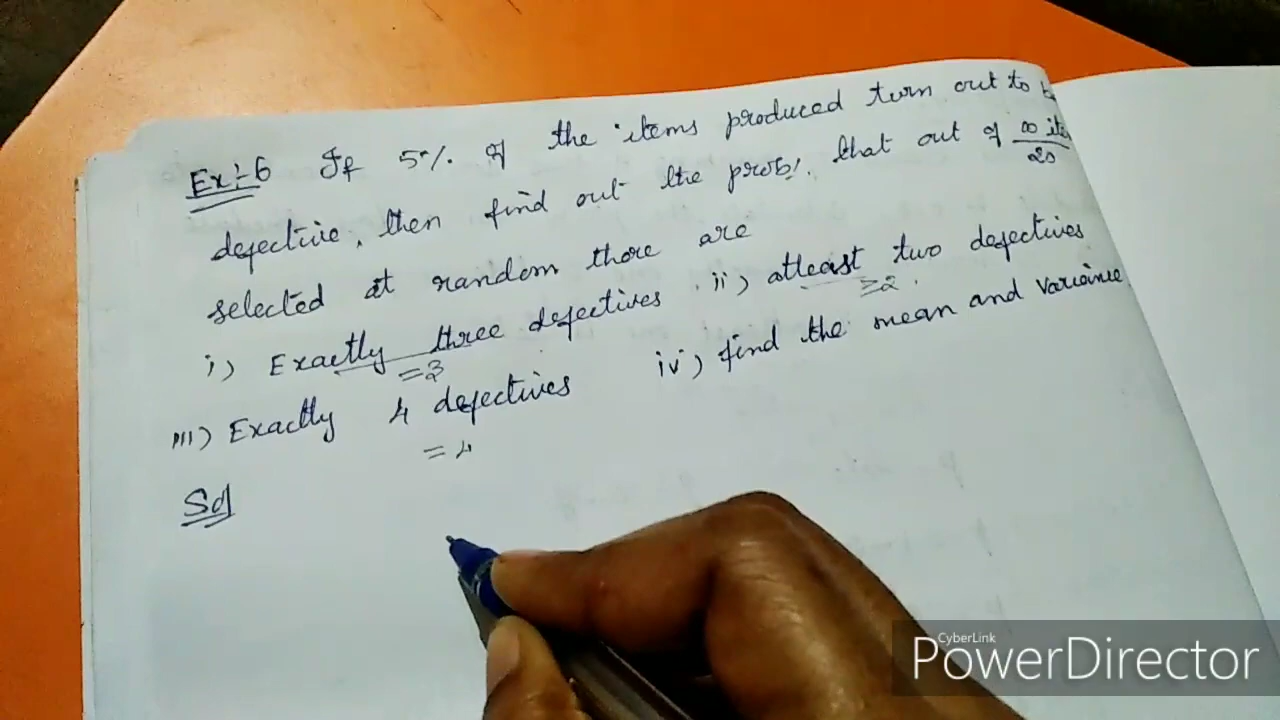 Ex:-6 If 5% of the items produced turn out to
defective, then find out the prob!. that out of
20
selected at random there are
i) Exactly three defectives . ii) atleast two defectives
=3 ≥2.
iii) Exactly 4 defectives iv) find the mean and variance
= 4
Sol
CyberLink
PowerDirector